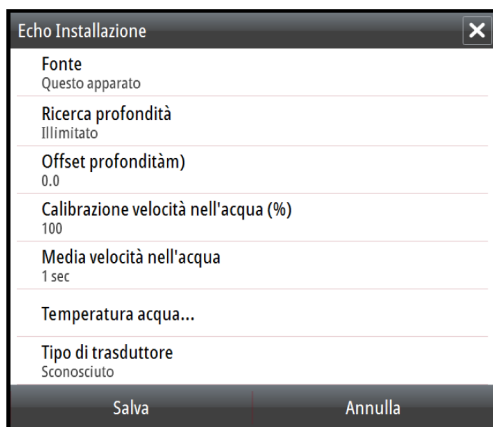 Echo Installazione
Fonte
Questo apparato
Ricerca profondità
Illimitato
Offset profonditàm)
0.0
Calibrazione velocità nell'acqua (%)
100
Media velocità nell'acqua
1 sec
Temperatura acqua...
Tipo di trasduttore
Sconosciuto
Salva Annulla